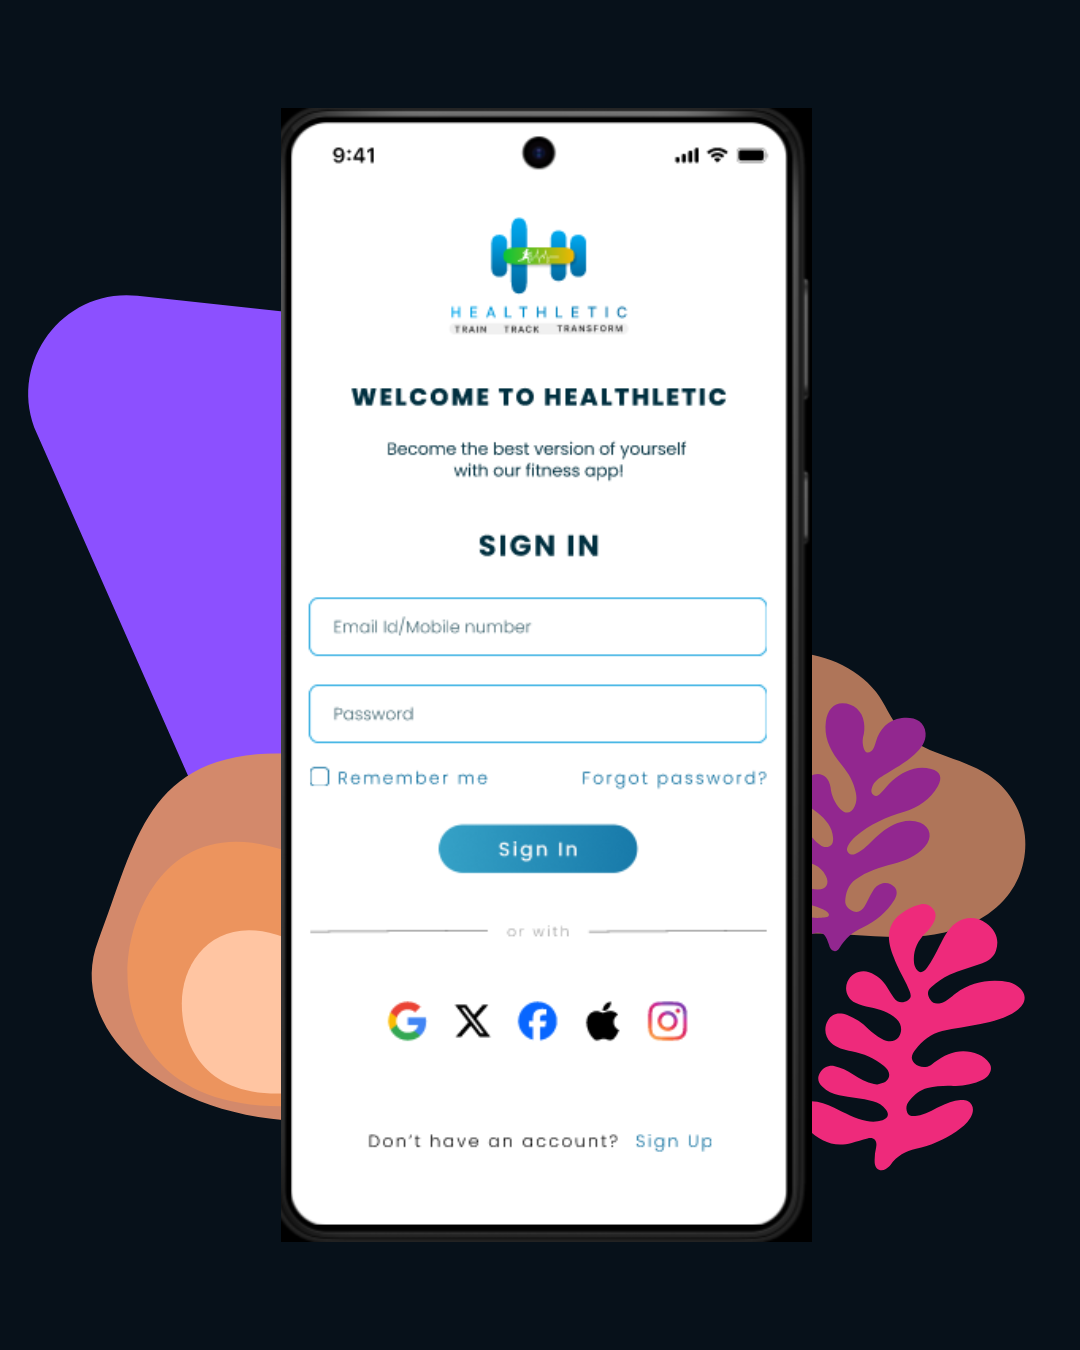 9:41
HEALTHLETIC
TRAIN TRACK TRANSFORM
WELCOME TO HEALTHLETIC
Become the best version of yourself
with our fitness app!
SIGN IN
Email Id/Mobile number
Password
Remember me Forgot password?
Sign In
or with
Don't have an account? Sign Up